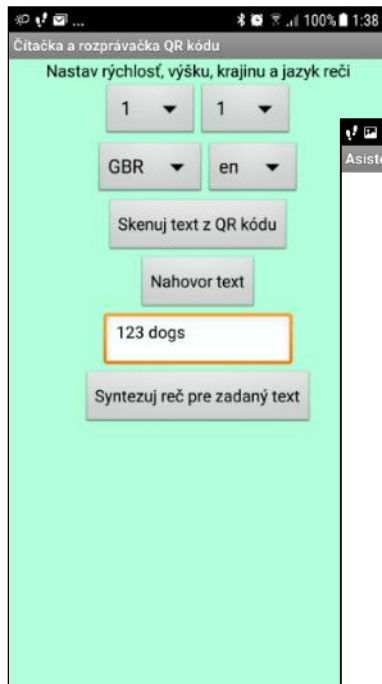 ... 100% 1:38
Čítačka a rozprávačka QR kódu
Nastav rýchlosť, výšku, krajinu a jazyk reči
1 1
GBR en
Skenuj text z QR kódu
Nahovor text
123 dogs
Syntezuj reč pre zadaný text